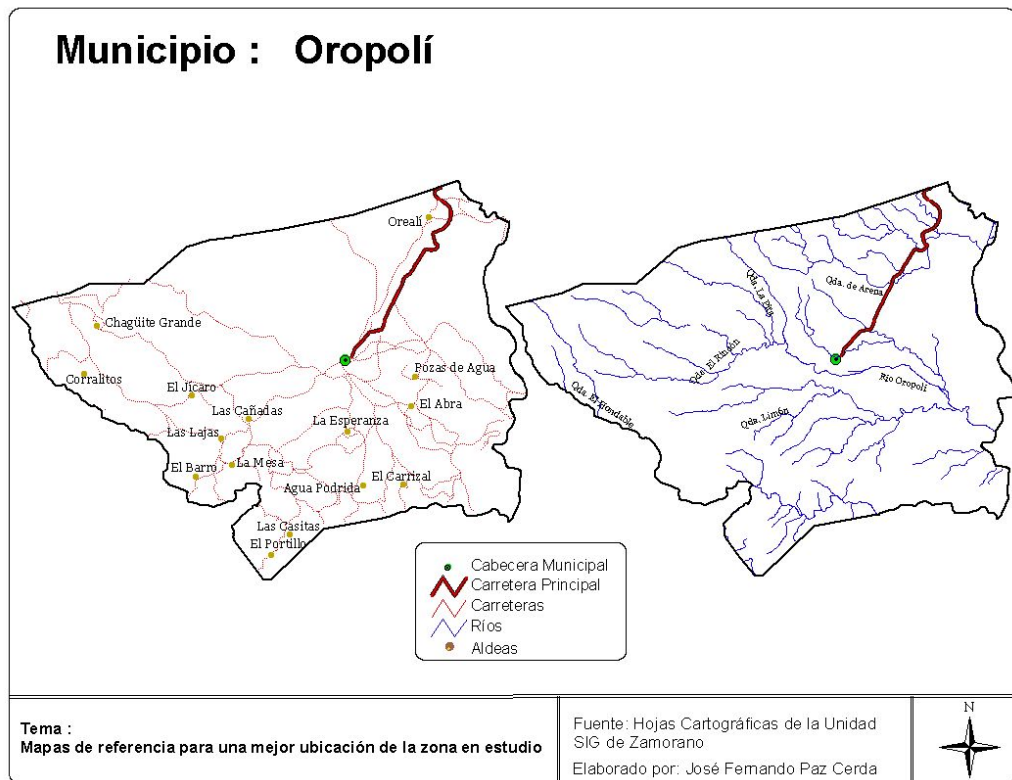 Municipio : Oropolí
Orealí
Chagüite Grande
Corralitos
El Jícaro
Las Cañadas
Las Lajas
El Barro
La Mesa
La Esperanza
Pozas de Agua
El Abra
Agua Podrida
El Carrizal
Las Casitas
El Portillo
Qda. La Pita
Qda. de Arena
Qda. El Rincón
Río Oropolí
Qda. El Hondable
Qda. Limón
Cabecera Municipal
Carretera Principal
Carreteras
Ríos
Aldeas
Tema :
Mapas de referencia para una mejor ubicación de la zona en estudio
Fuente: Hojas Cartográficas de la Unidad
SIG de Zamorano
Elaborado por: José Fernando Paz Cerda
N